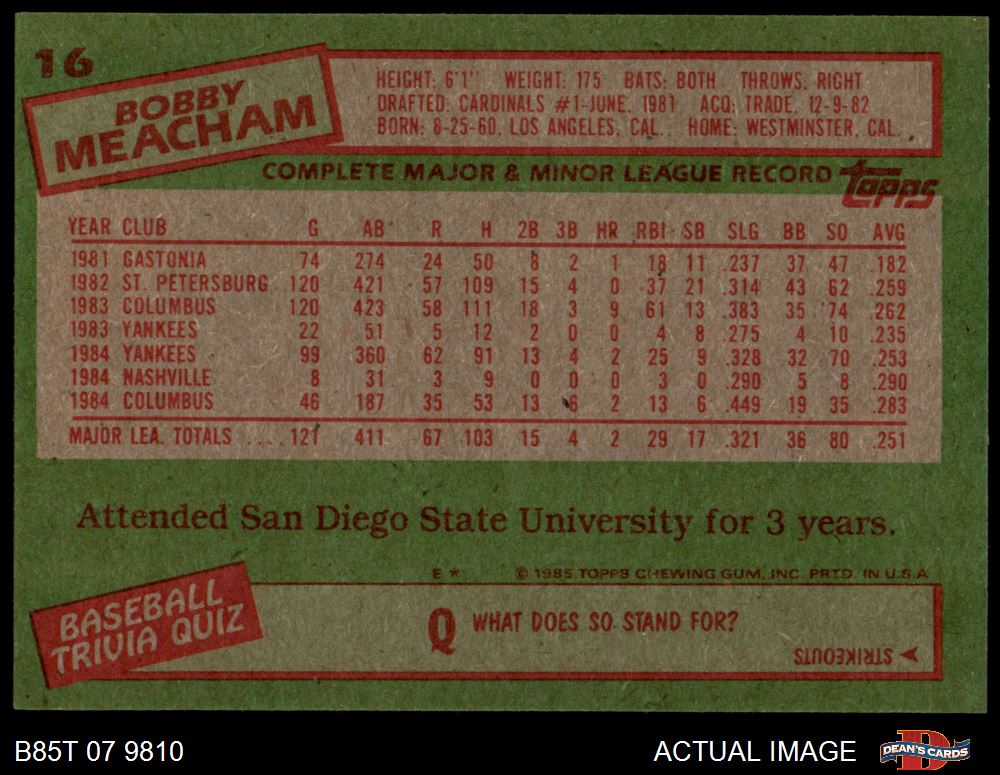 16
BOBBY
MEACHAM
HEIGHT: 6'1" WEIGHT: 175 BATS: BOTH THROWS: RIGHT
DRAFTED: CARDINALS #1-JUNE, 1981 ACQ: TRADE, 12-9-82
BORN: 8-25-60, LOS ANGELES, CAL. HOME: WESTMINSTER, CAL.
COMPLETE MAJOR & MINOR LEAGUE RECORD topps
YEAR CLUB G AB R H 2B 3B HR RBI SB SLG BB SO AVG
1981 GASTONIA 74 274 24 50 8 2 1 18 11 .237 37 47 .182
1982 ST. PETERSBURG 120 421 57 109 15 4 0 37 21 .314 43 62 .259
1983 COLUMBUS 120 423 58 111 18 3 9 61 13 .383 35 74 .262
1983 YANKEES 22 51 5 12 2 0 0 4 8 .275 4 10 .235
1984 YANKEES 99 360 62 91 13 4 2 25 9 .328 32 70 .253
1984 NASHVILLE 8 31 3 9 0 0 0 3 0 .290 5 8 .290
1984 COLUMBUS 46 187 35 53 13 6 2 13 6 .449 19 35 .283
MAJOR LEA. TOTALS .... 121 411 67 103 15 4 2 29 17 .321 36 80 .251
Attended San Diego State University for 3 years.
E * © 1985 TOPPS CHEWING GUM, INC. PRTD. IN U.S.A.
BASEBALL
TRIVIA QUIZ
Q WHAT DOES SO STAND FOR?
STRIKEOUTS
B85T 07 9810 ACTUAL IMAGE DEAN'S CARDS